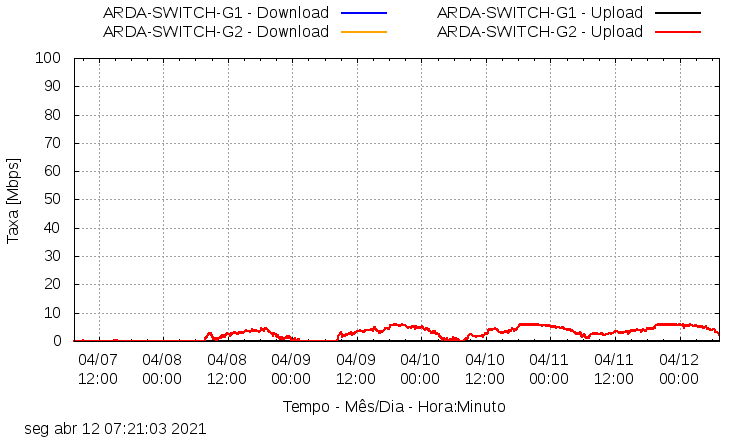 ARDA-SWITCH-G1 - Download ARDA-SWITCH-G1 - Upload
ARDA-SWITCH-G2 - Download ARDA-SWITCH-G2 - Upload
100
90
80
70
60
50
40
30
20
10
0
Taxa [Mbps]
04/07 04/08 04/08 04/09 04/09 04/10 04/10 04/11 04/11 04/12
12:00 00:00 12:00 00:00 12:00 00:00 12:00 00:00 12:00 00:00
Tempo - Mês/Dia - Hora:Minuto
seg abr 12 07:21:03 2021